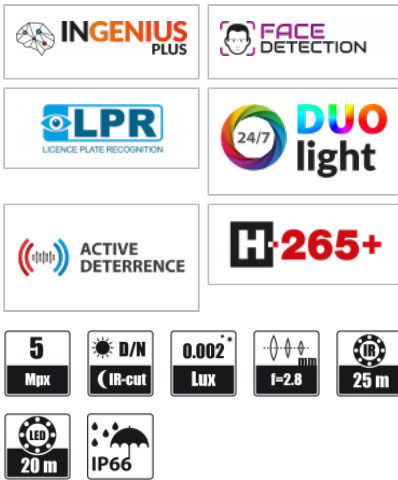 INGENIUS
PLUS
FACE
DETECTION
LPR
LICENCE PLATE RECOGNITION
24/7
DUO
light
ACTIVE
DETERRENCE
H·265+
5
Mpx
D/N
IR-cut
0.002
Lux
mm
f=2.8
IR
25 m
LED
20 m
IP66